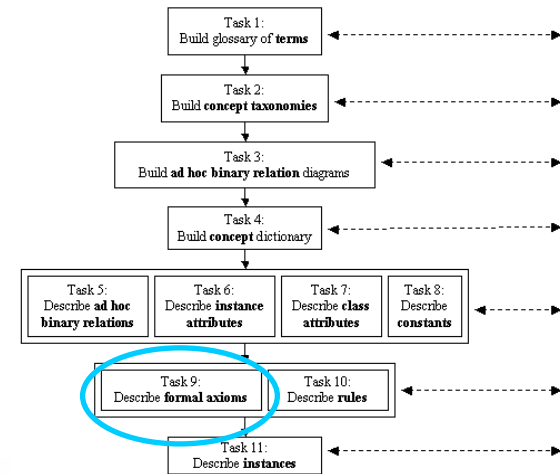 Task 1:
Build glossary of terms
Task 2:
Build concept taxonomies
Task 3:
Build ad hoc binary relation diagrams
Task 4:
Build concept dictionary
Task 5:
Describe ad hoc
binary relations
Task 6:
Describe instance
attributes
Task 7:
Describe class
attributes
Task 8:
Describe
constants
Task 9:
Describe formal axioms
Task 10:
Describe rules
Task 11:
Describe instances